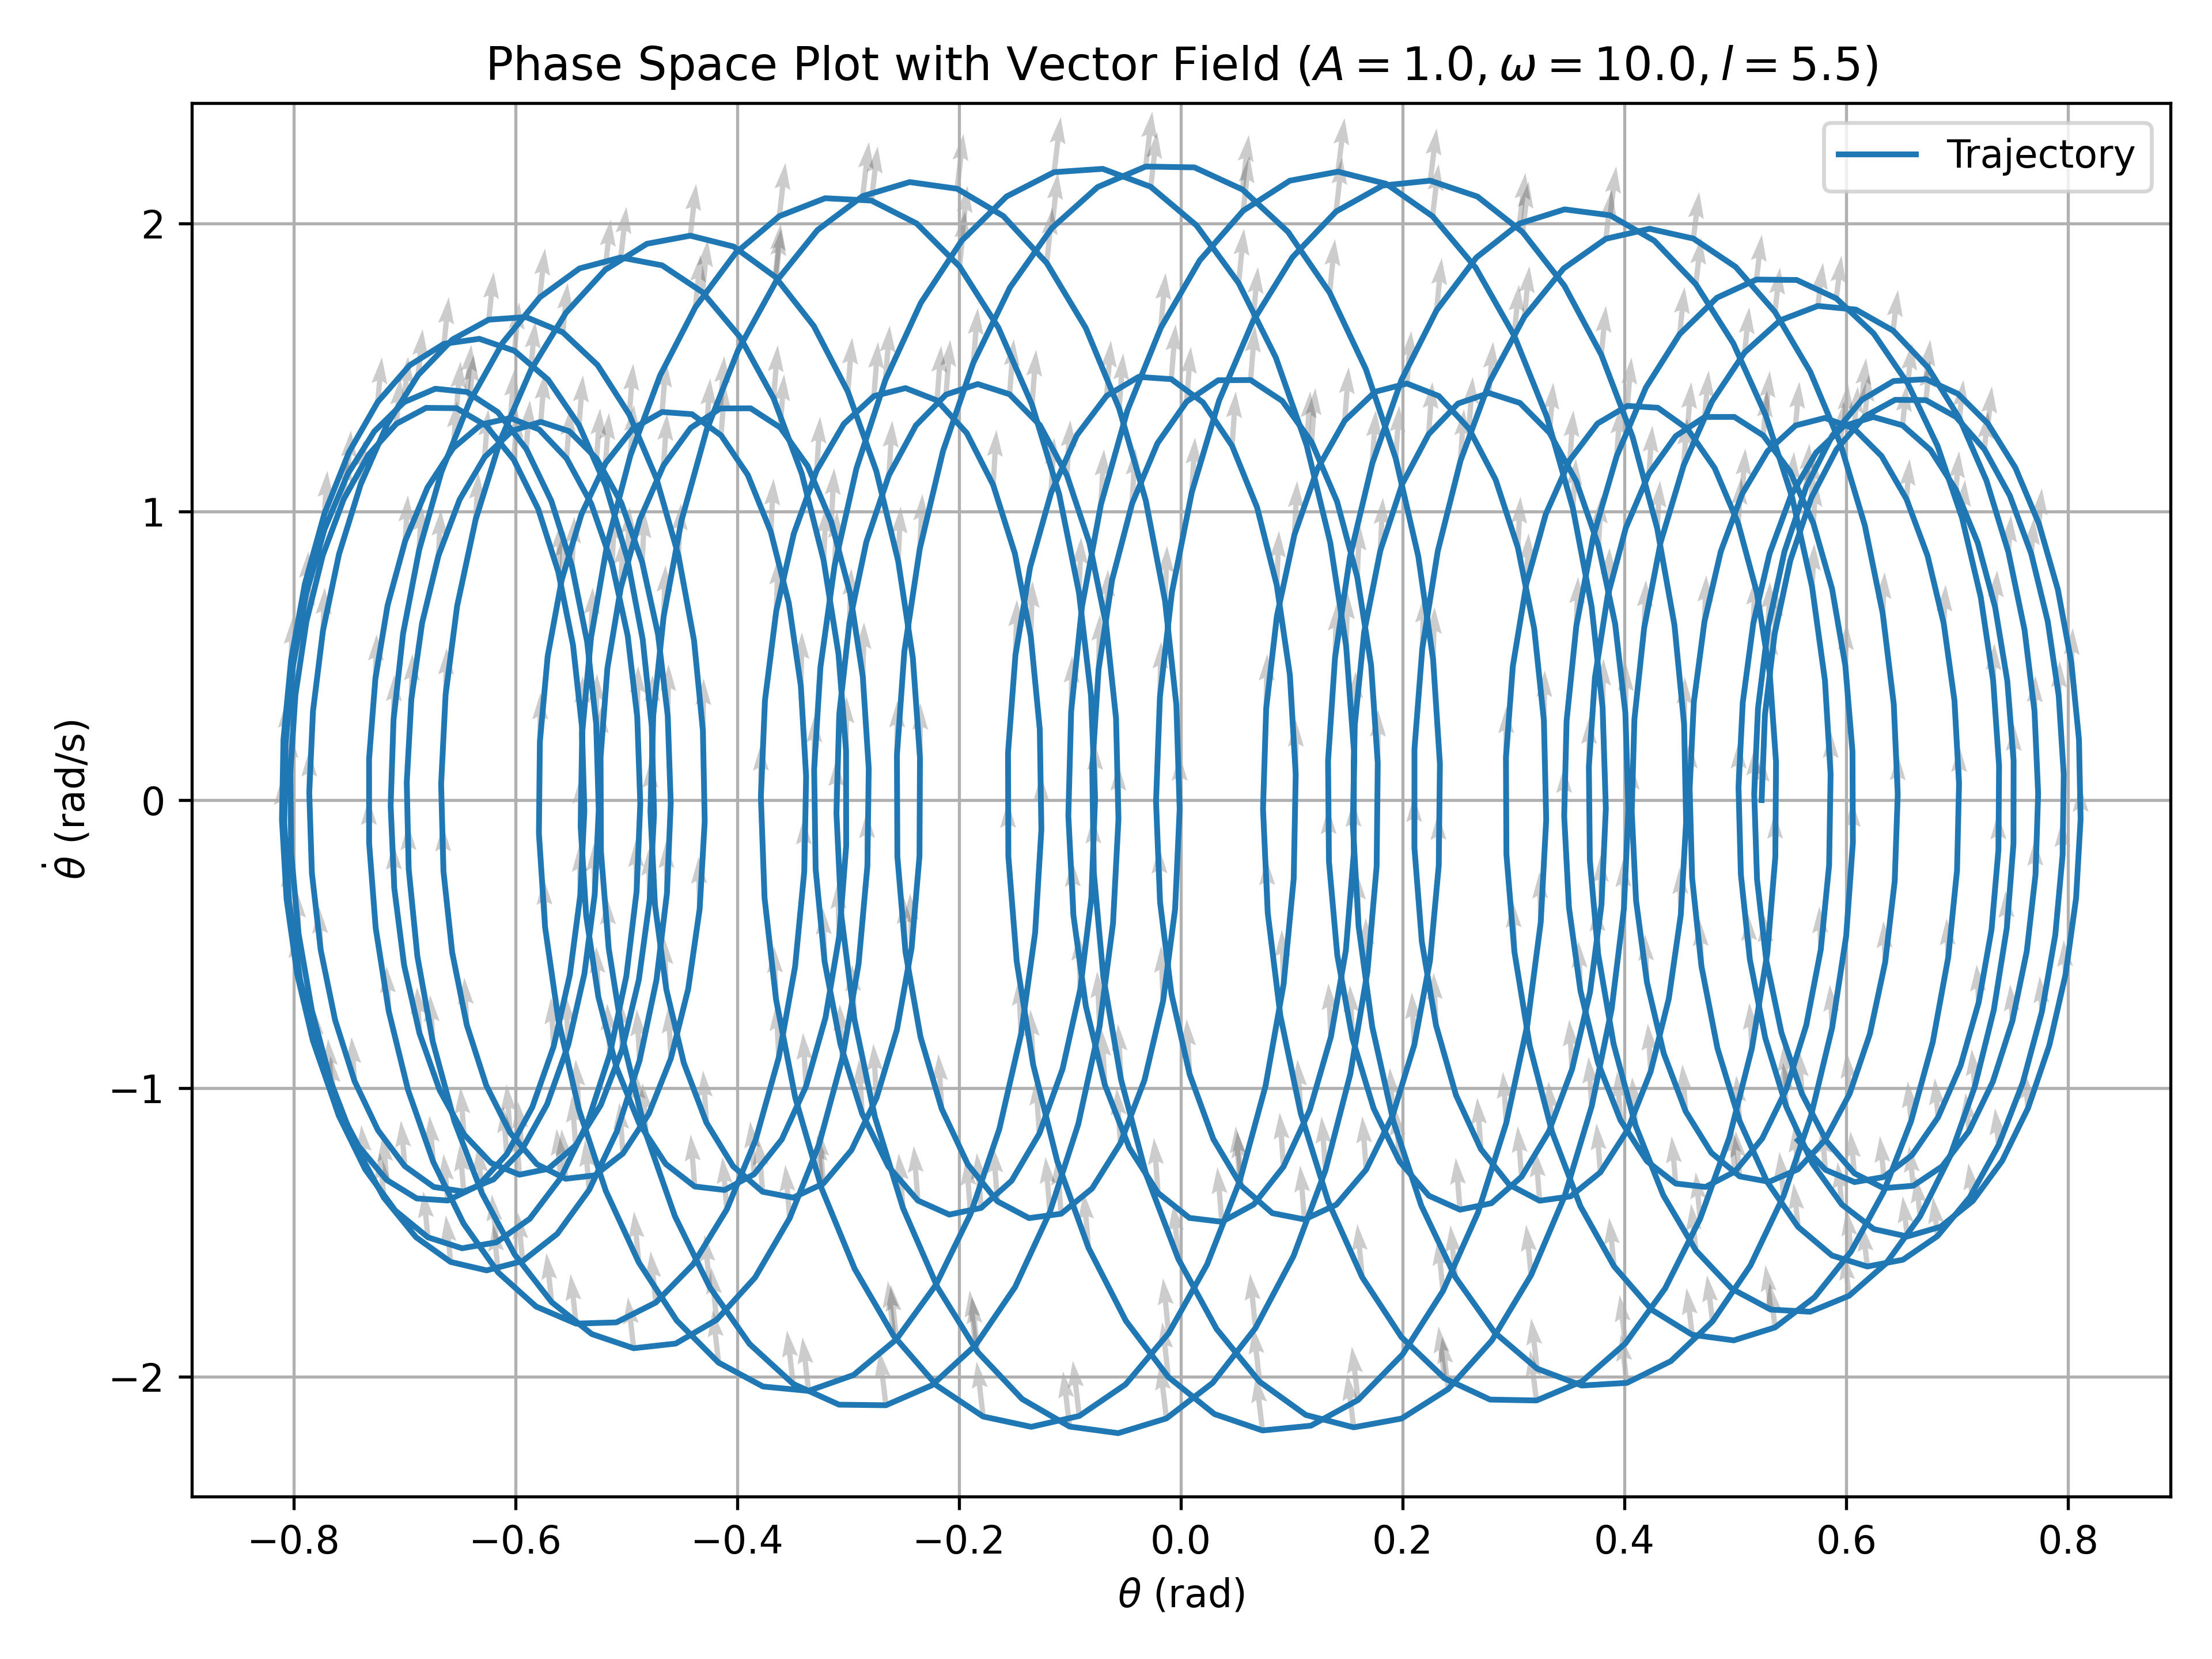 Phase Space Plot with Vector Field (A = 1.0, ω = 10.0, l = 5.5)
Trajectory
2
1
0
−1
−2
θ̇ (rad/s)
−0.8 −0.6 −0.4 −0.2 0.0 0.2 0.4 0.6 0.8
θ (rad)